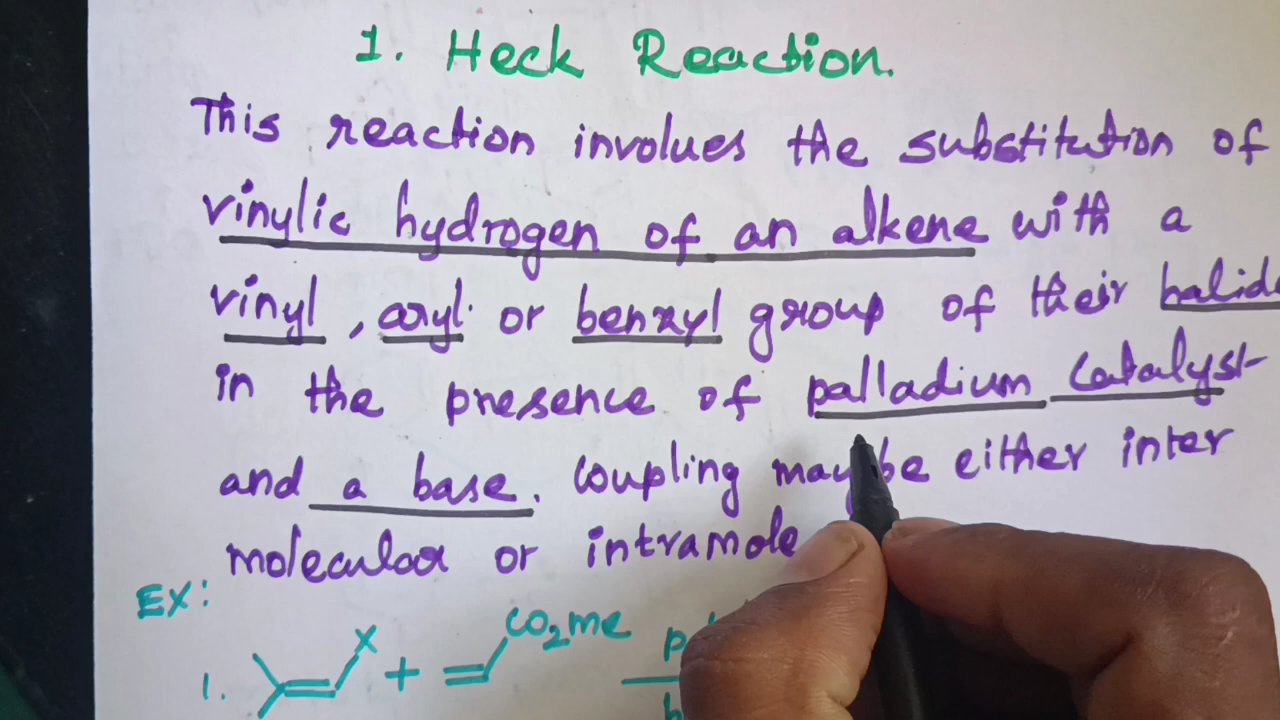 1. Heck Reaction.
This reaction involues the substitution of
vinylic hydrogen of an alkene with a
vinyl, aryl or benzyl group of their halide
in the presence of palladium catalyst
and a base. coupling may be either inter
molecular or intramole
EX:
1. X + CO2me